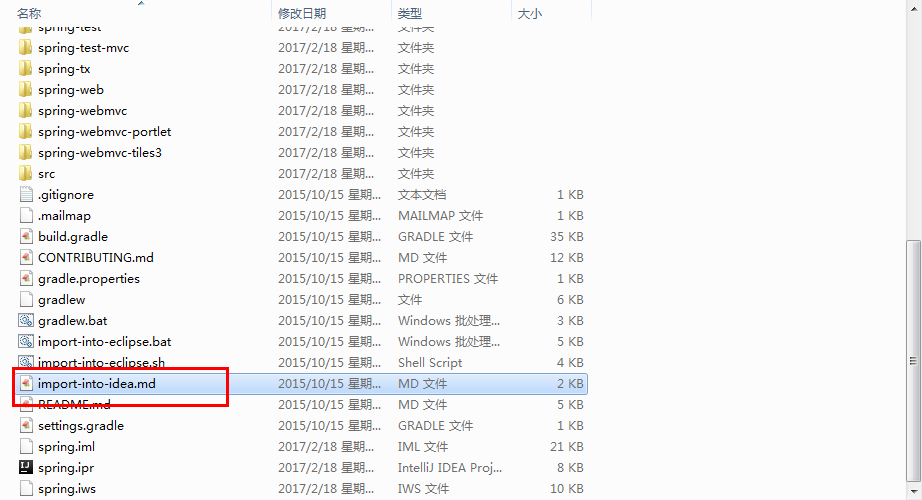 名称 修改日期 类型 大小
spring-test 2017/2/18 星期... 文件夹
spring-test-mvc 2017/2/18 星期... 文件夹
spring-tx 2017/2/18 星期... 文件夹
spring-web 2017/2/18 星期... 文件夹
spring-webmvc 2017/2/18 星期... 文件夹
spring-webmvc-portlet 2017/2/18 星期... 文件夹
spring-webmvc-tiles3 2017/2/18 星期... 文件夹
src 2017/2/18 星期... 文件夹
.gitignore 2015/10/15 星期... 文本文档 1 KB
.mailmap 2015/10/15 星期... MAILMAP 文件 1 KB
build.gradle 2015/10/15 星期... GRADLE 文件 35 KB
CONTRIBUTING.md 2015/10/15 星期... MD 文件 12 KB
gradle.properties 2015/10/15 星期... PROPERTIES 文件 1 KB
gradlew 2015/10/15 星期... 文件 6 KB
gradlew.bat 2015/10/15 星期... Windows 批处理... 3 KB
import-into-eclipse.bat 2015/10/15 星期... Windows 批处理... 5 KB
import-into-eclipse.sh 2015/10/15 星期... Shell Script 4 KB
import-into-idea.md 2015/10/15 星期... MD 文件 2 KB
README.md 2015/10/15 星期... MD 文件 5 KB
settings.gradle 2015/10/15 星期... GRADLE 文件 1 KB
spring.iml 2017/2/18 星期... IML 文件 21 KB
spring.ipr 2017/2/18 星期... IntelliJ IDEA Proj... 8 KB
spring.iws 2017/2/18 星期... IWS 文件 10 KB